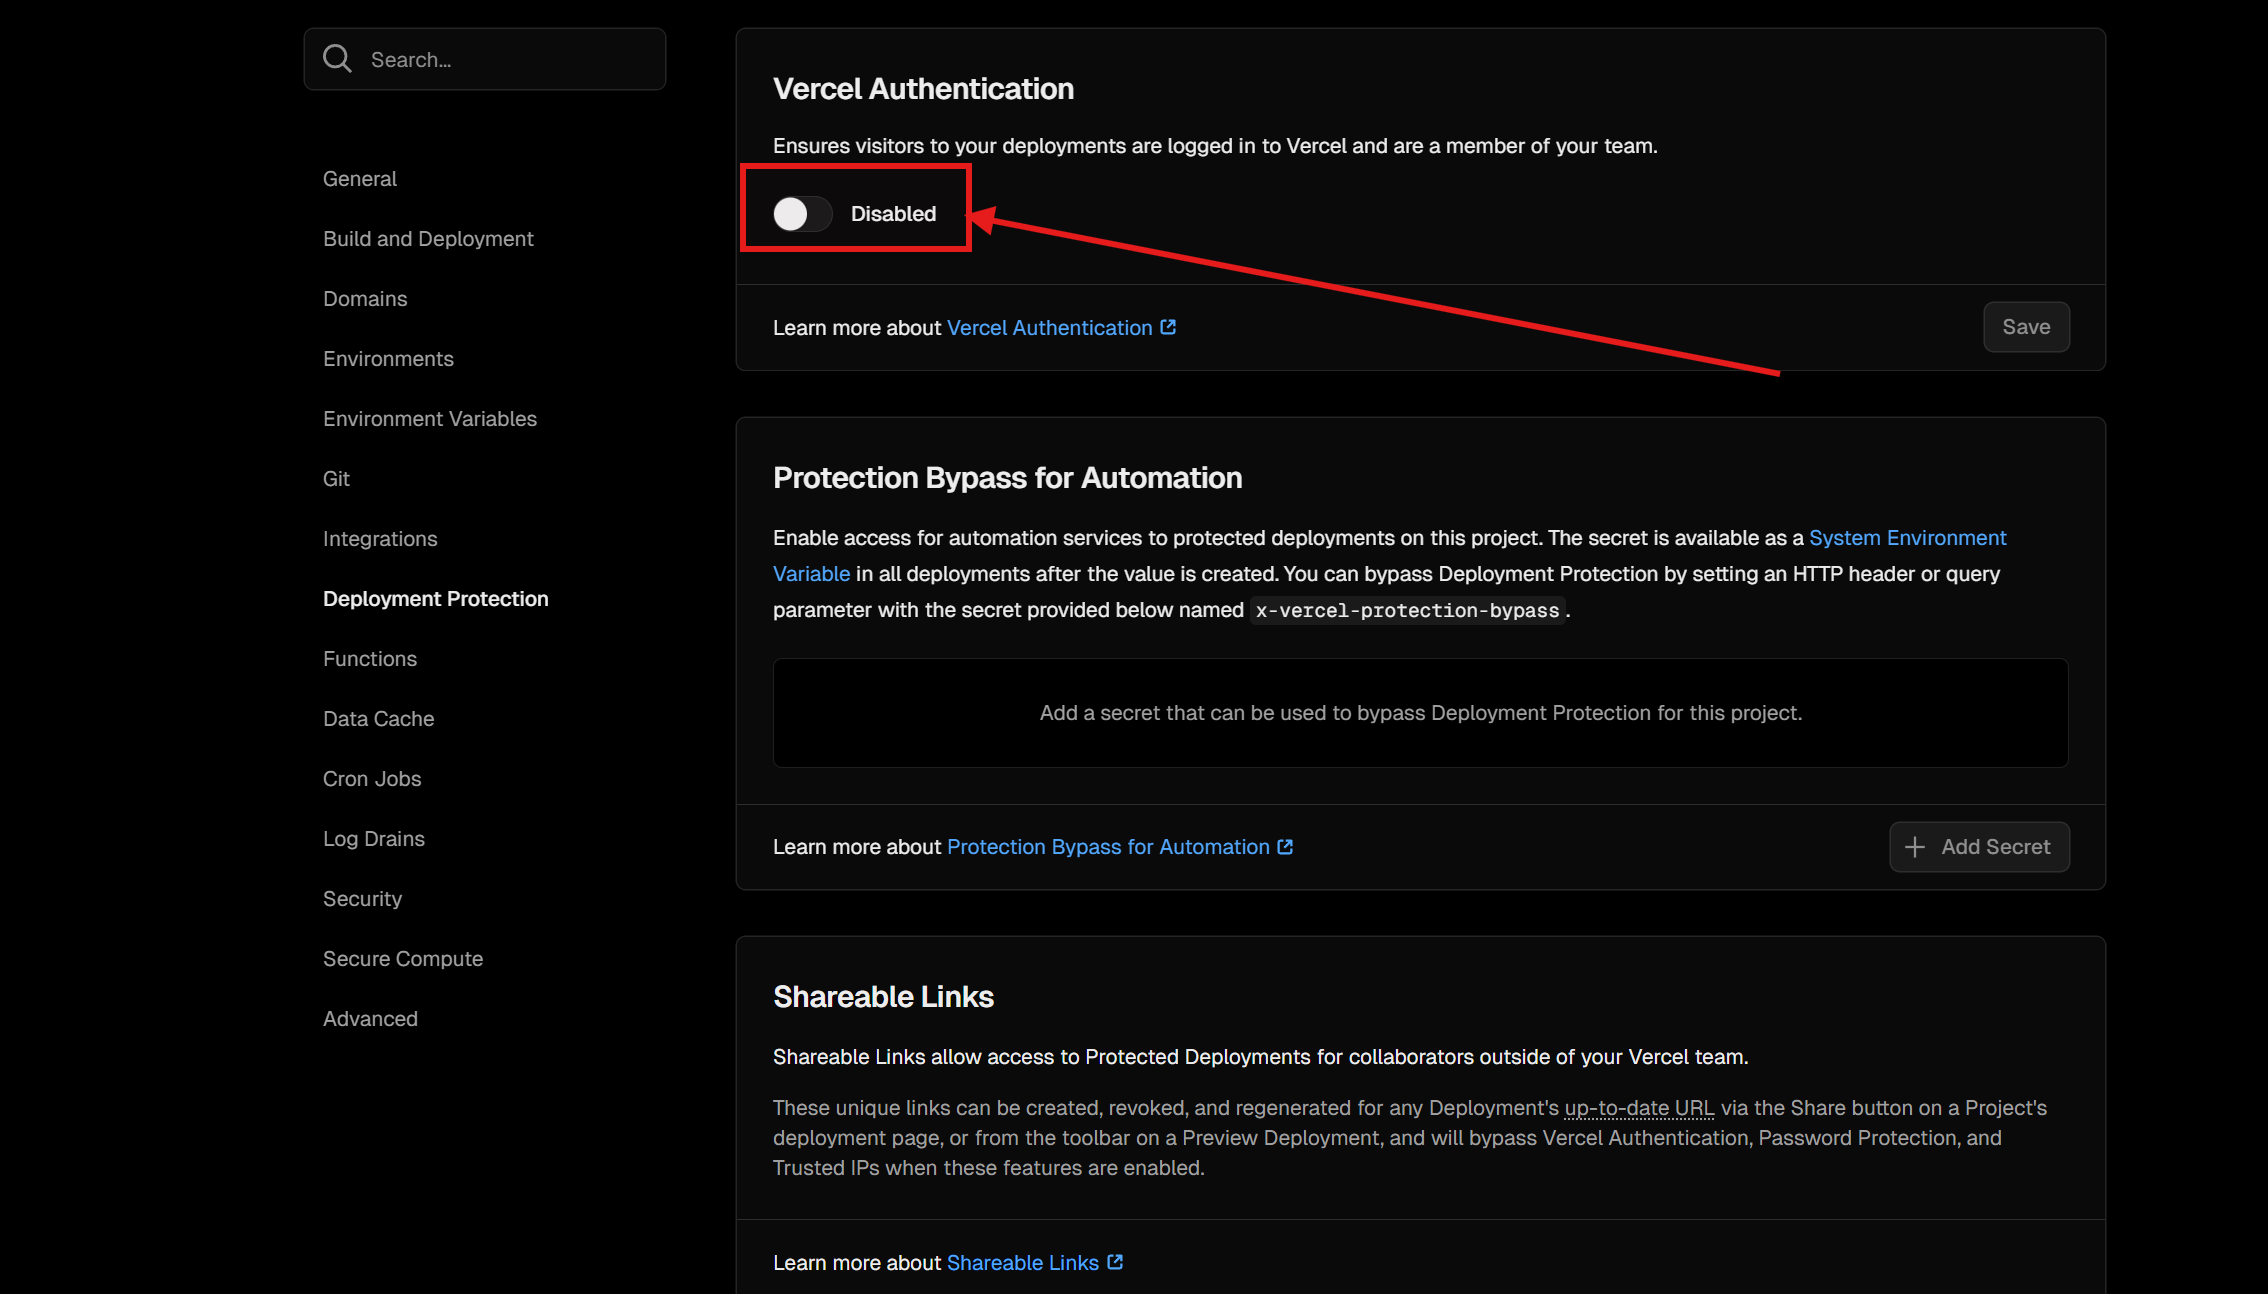 Search...
General
Build and Deployment
Domains
Environments
Environment Variables
Git
Integrations
Deployment Protection
Functions
Data Cache
Cron Jobs
Log Drains
Security
Secure Compute
Advanced
Vercel Authentication
Ensures visitors to your deployments are logged in to Vercel and are a member of your team.
Disabled
Learn more about Vercel Authentication
Save
Protection Bypass for Automation
Enable access for automation services to protected deployments on this project. The secret is available as a System Environment
Variable in all deployments after the value is created. You can bypass Deployment Protection by setting an HTTP header or query
parameter with the secret provided below named x-vercel-protection-bypass.
Add a secret that can be used to bypass Deployment Protection for this project.
Learn more about Protection Bypass for Automation
Add Secret
Shareable Links
Shareable Links allow access to Protected Deployments for collaborators outside of your Vercel team.
These unique links can be created, revoked, and regenerated for any Deployment's up-to-date URL via the Share button on a Project's
deployment page, or from the toolbar on a Preview Deployment, and will bypass Vercel Authentication, Password Protection, and
Trusted IPs when these features are enabled.
Learn more about Shareable Links